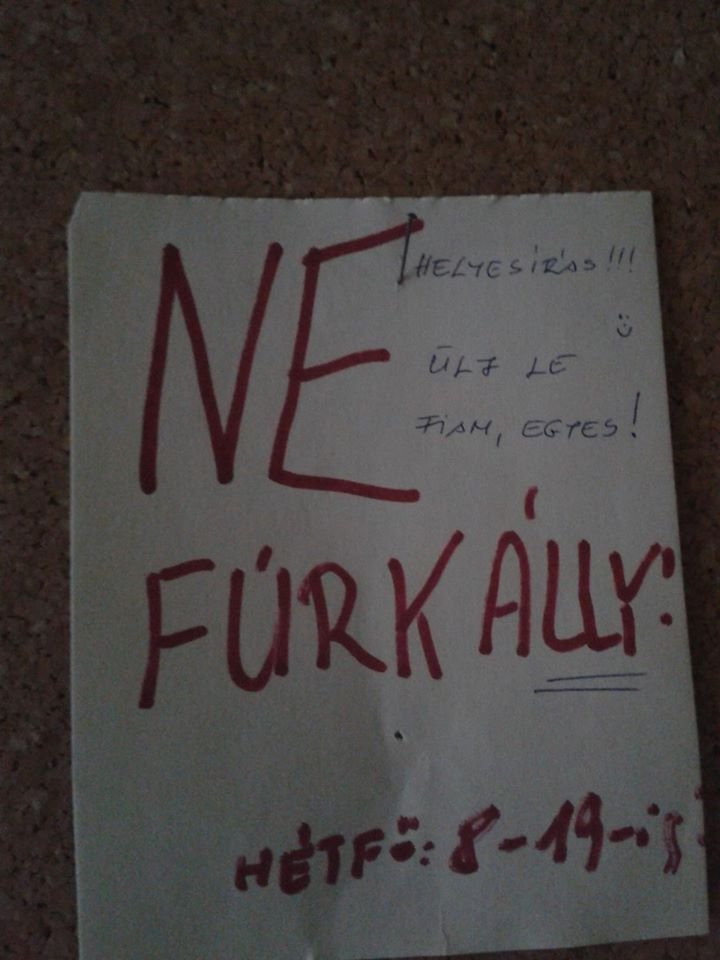 NE
HELYESÍRÁS!!!
ÜLJ LE
FIAM, EGYES!
FÚRKÁLLY!
HÉTFŐ: 8-19-ig!